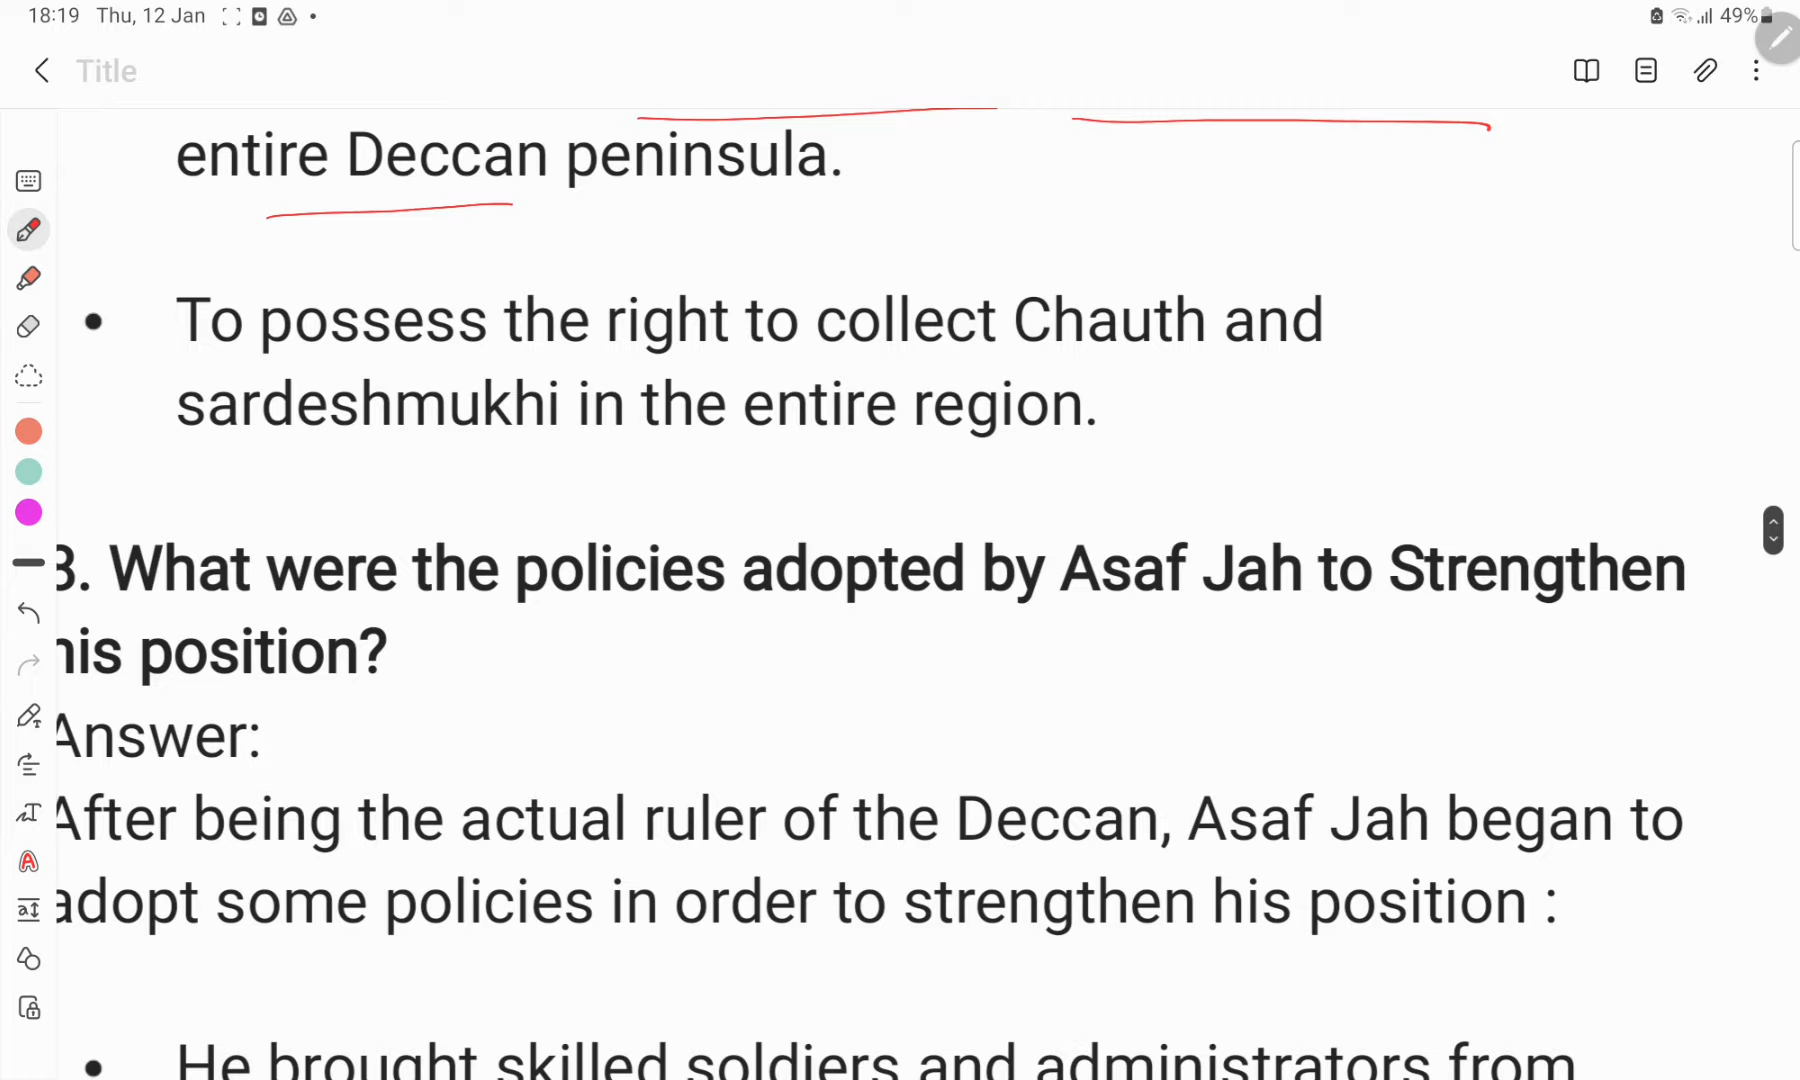 18:19 Thu, 12 Jan
49%
Title
entire Deccan peninsula.
• To possess the right to collect Chauth and
sardeshmukhi in the entire region.
3. What were the policies adopted by Asaf Jah to Strengthen
his position?
Answer:
After being the actual ruler of the Deccan, Asaf Jah began to
adopt some policies in order to strengthen his position :
• He brought skilled soldiers and administrators from